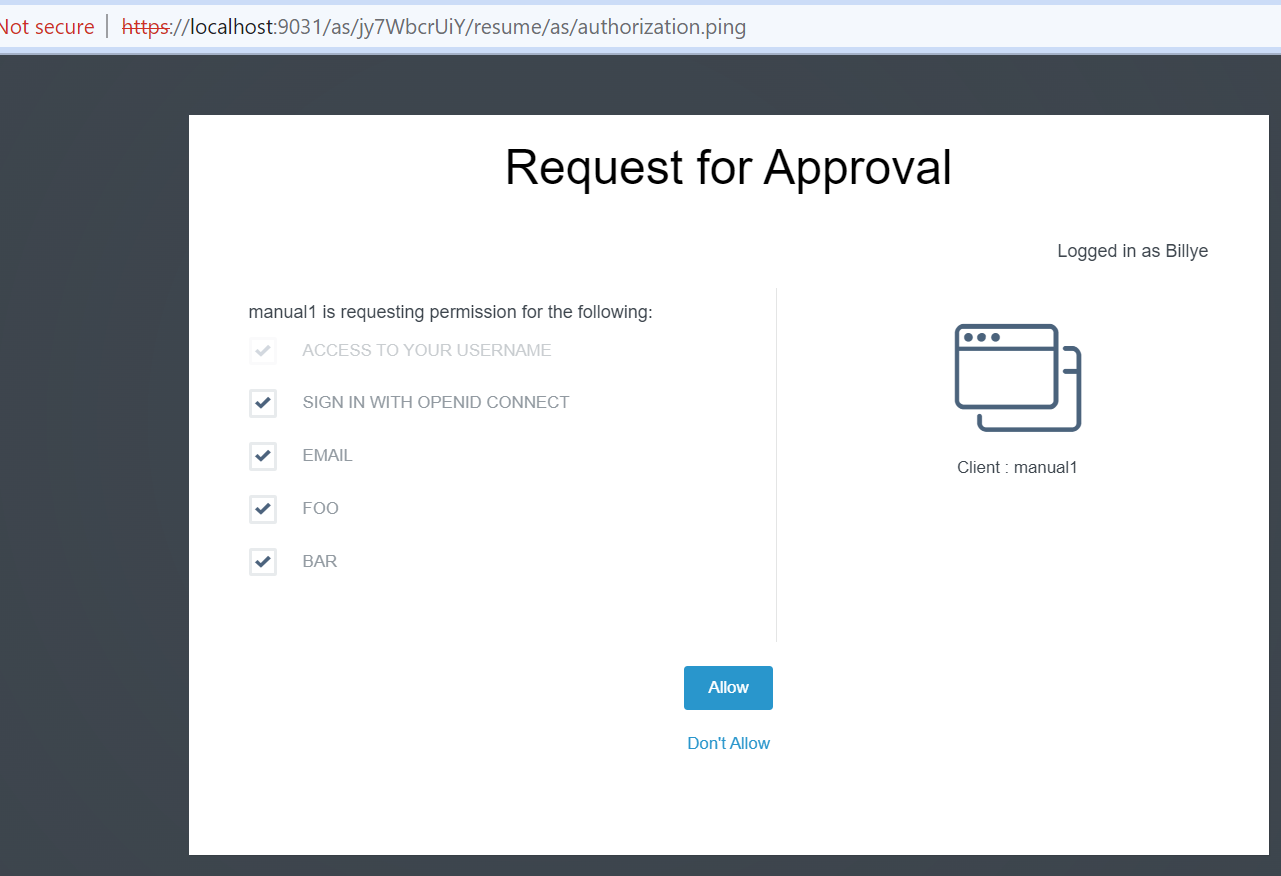 Not secure | https://localhost:9031/as/jy7WbcrUiY/resume/as/authorization.ping
Request for Approval
Logged in as Billye
manual1 is requesting permission for the following:
ACCESS TO YOUR USERNAME
SIGN IN WITH OPENID CONNECT
EMAIL
FOO
BAR
Client : manual1
Allow
Don't Allow